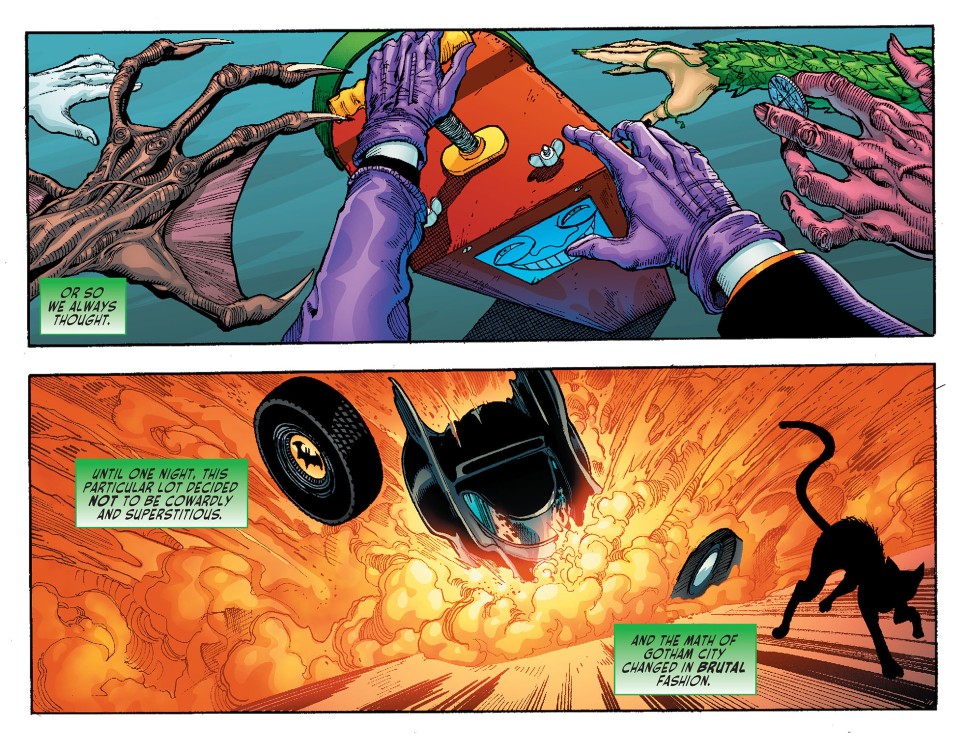 OR SO
WE ALWAYS
THOUGHT.
UNTIL ONE NIGHT, THIS
PARTICULAR LOT DECIDED
NOT TO BE COWARDLY
AND SUPERSTITIOUS.
AND THE MATH OF
GOTHAM CITY
CHANGED IN BRUTAL
FASHION.